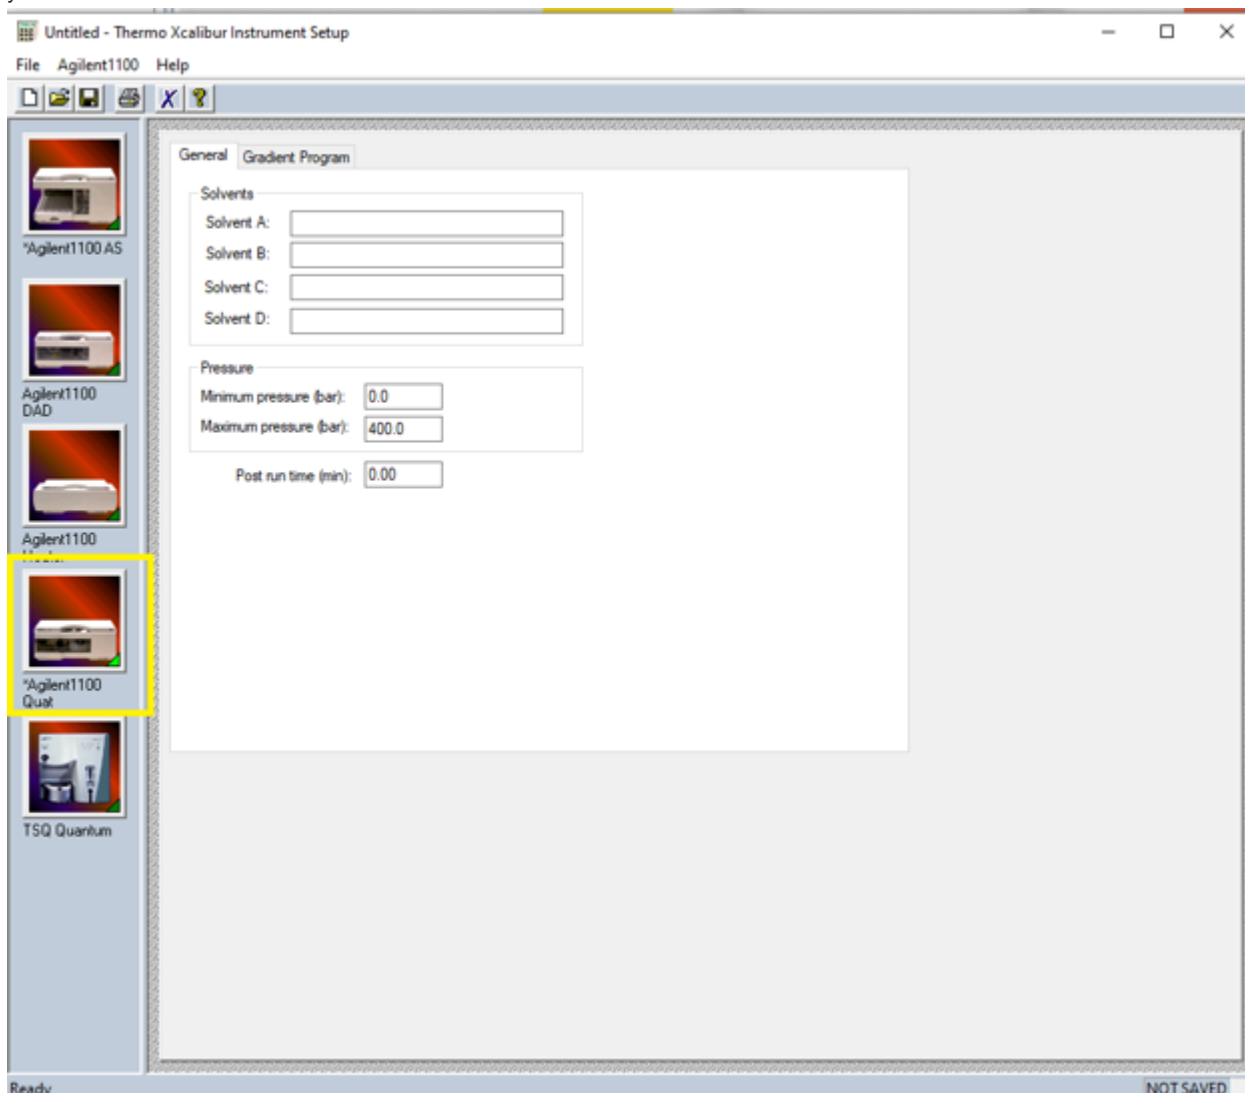 Untitled - Thermo Xcalibur Instrument Setup
File Agilent1100 Help
*Agilent1100 AS
Agilent1100
DAD
Agilent1100
*Agilent1100
Quat
TSQ Quantum
General Gradient Program
Solvents
Solvent A:
Solvent B:
Solvent C:
Solvent D:
Pressure
Minimum pressure (bar): 0.0
Maximum pressure (bar): 400.0
Post run time (min): 0.00
Ready NOT SAVED